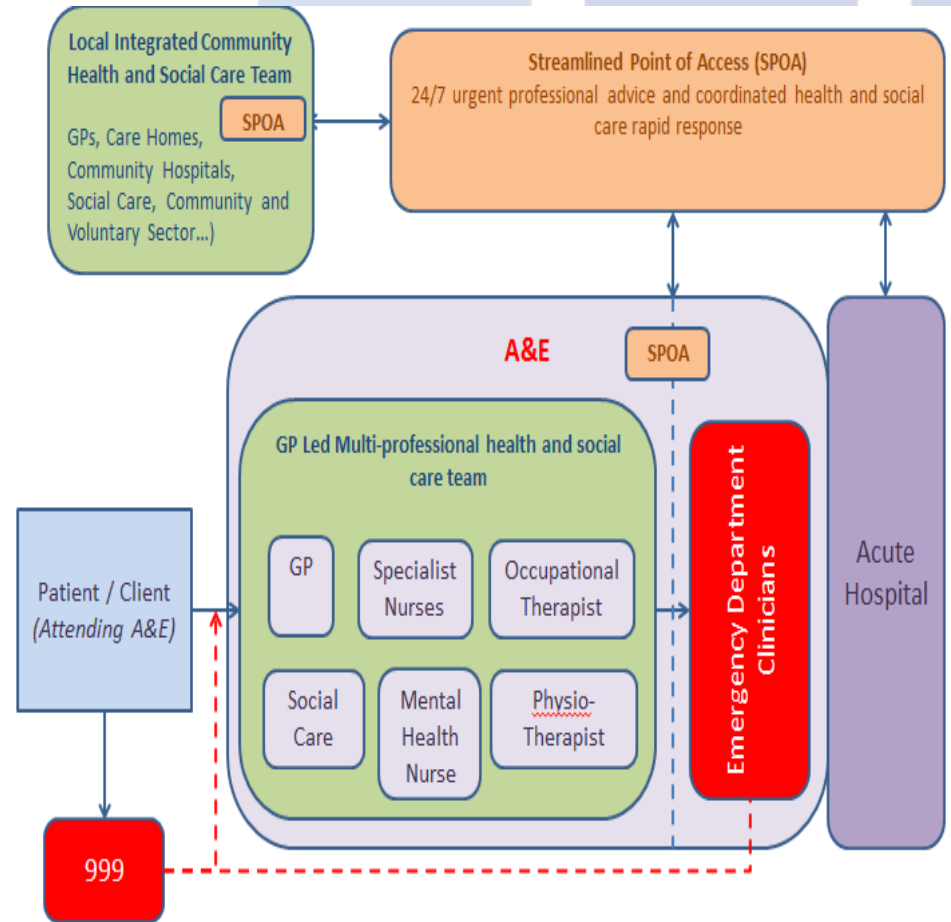 Local Integrated Community
Health and Social Care Team
SPOA
GPs, Care Homes,
Community Hospitals,
Social Care, Community and
Voluntary Sector...)
Streamlined Point of Access (SPOA)
24/7 urgent professional advice and coordinated health and social
care rapid response
A&E
SPOA
GP Led Multi-professional health and social
care team
GP
Specialist
Nurses
Occupational
Therapist
Social
Care
Mental
Health
Nurse
Physio-
Therapist
Emergency Department
Clinicians
Acute
Hospital
Patient / Client
(Attending A&E)
999